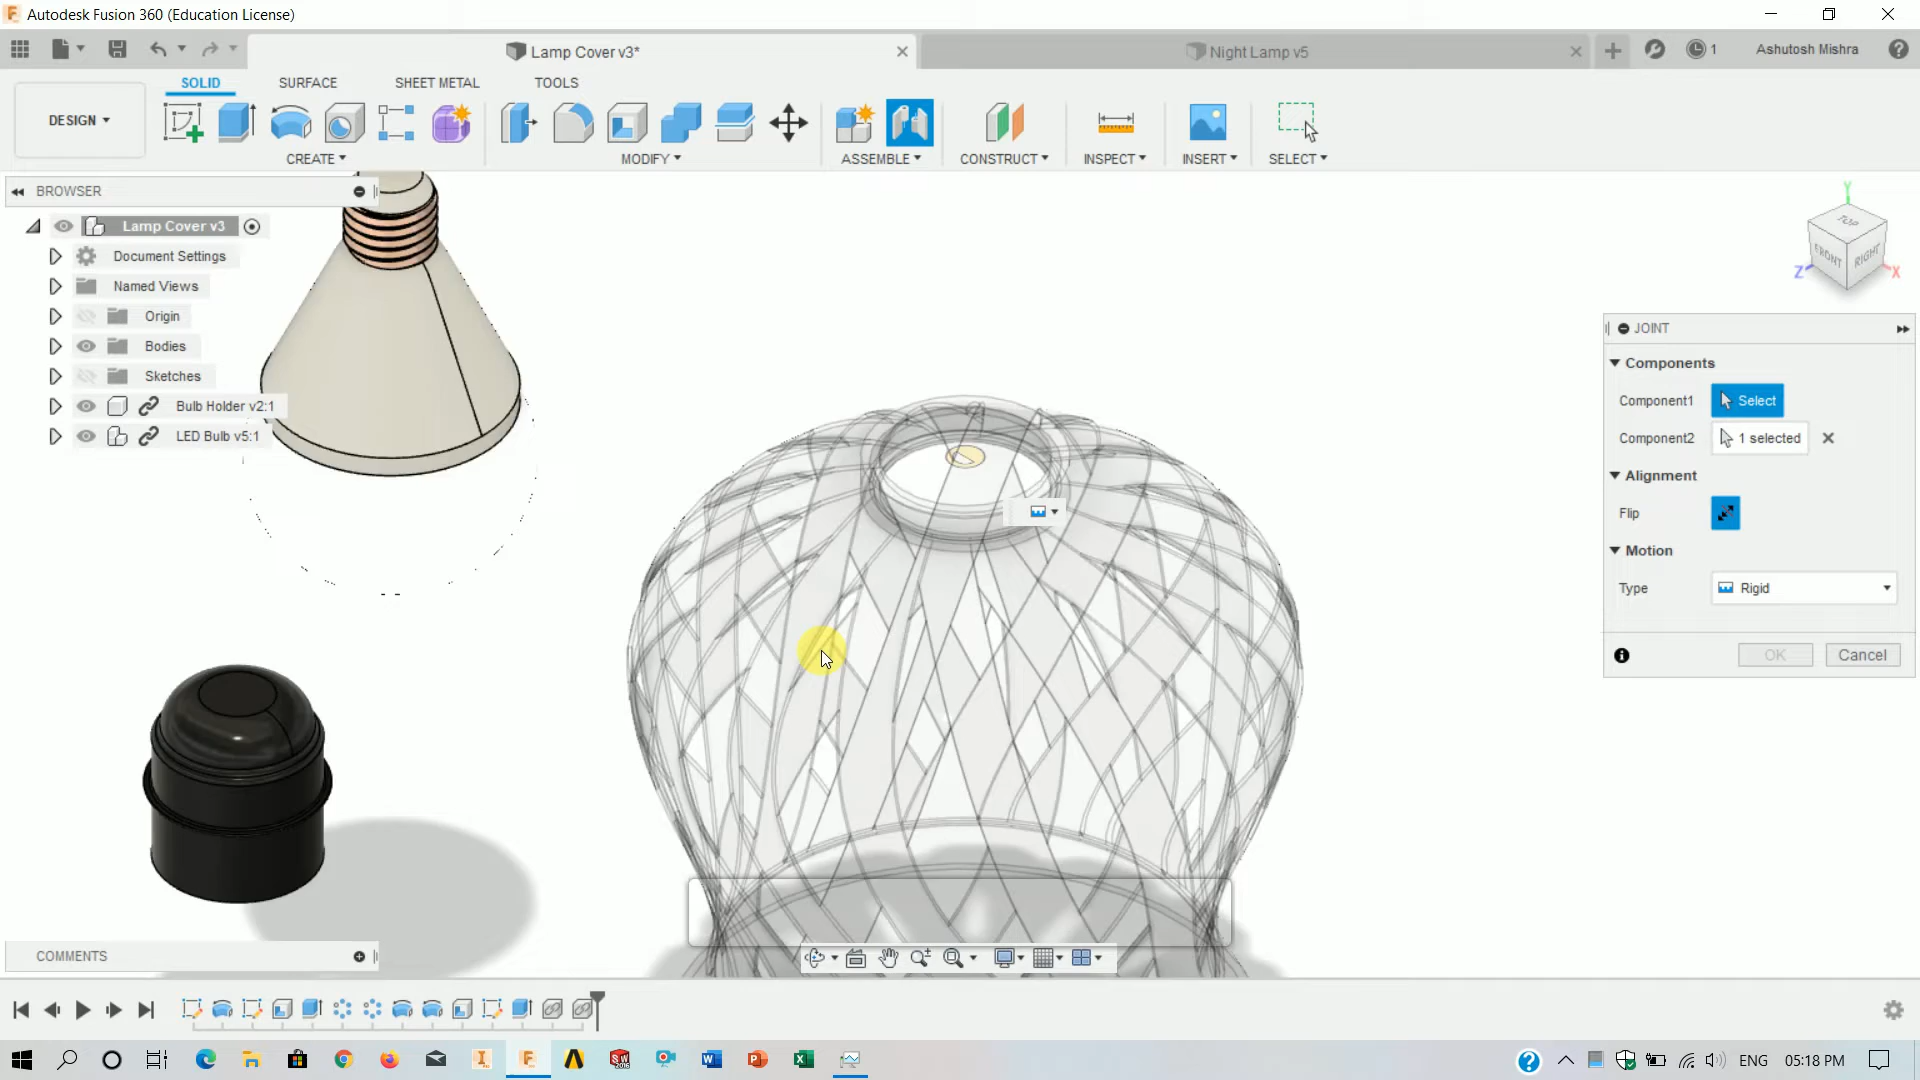 Autodesk Fusion 360 (Education License)
Lamp Cover v3*
Night Lamp v5
1
Ashutosh Mishra
DESIGN
SOLID
SURFACE
SHEET METAL
TOOLS
CREATE
MODIFY
ASSEMBLE
CONSTRUCT
INSPECT
INSERT
SELECT
BROWSER
Lamp Cover v3
Document Settings
Named Views
Origin
Bodies
Sketches
Bulb Holder v2:1
LED Bulb v5:1
Y
TOP
FRONT
RIGHT
Z
X
JOINT
Components
Component1
Select
Component2
1 selected
Alignment
Flip
Motion
Type
Rigid
OK
Cancel
COMMENTS
ENG
05:18 PM